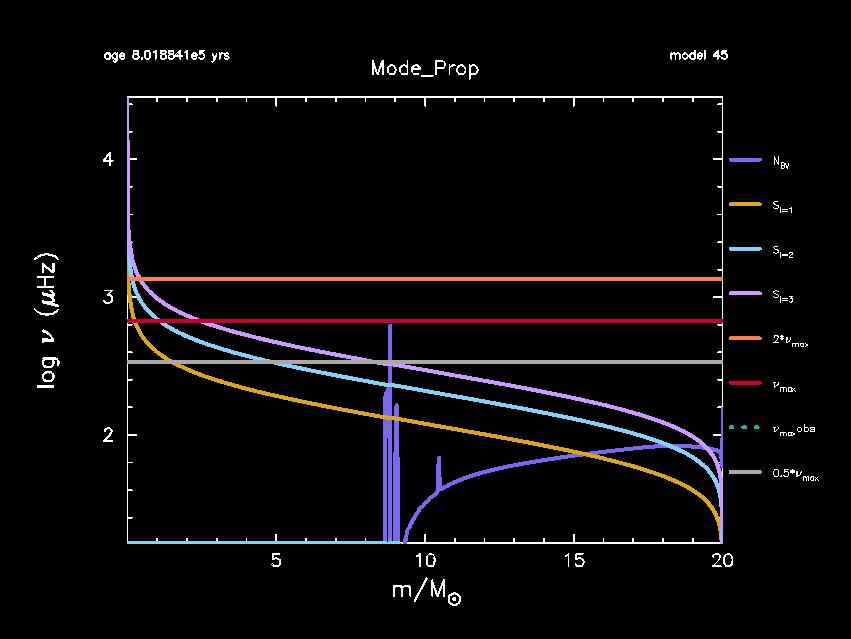 age 8.018841e5 yrs
model 45
Mode_Prop
4
3
2
log ν (μHz)
5
10
15
20
m/M☉
N_BV
S_l=1
S_l=2
S_l=3
2*ν_max
ν_max
ν_max obs
0.5*ν_max